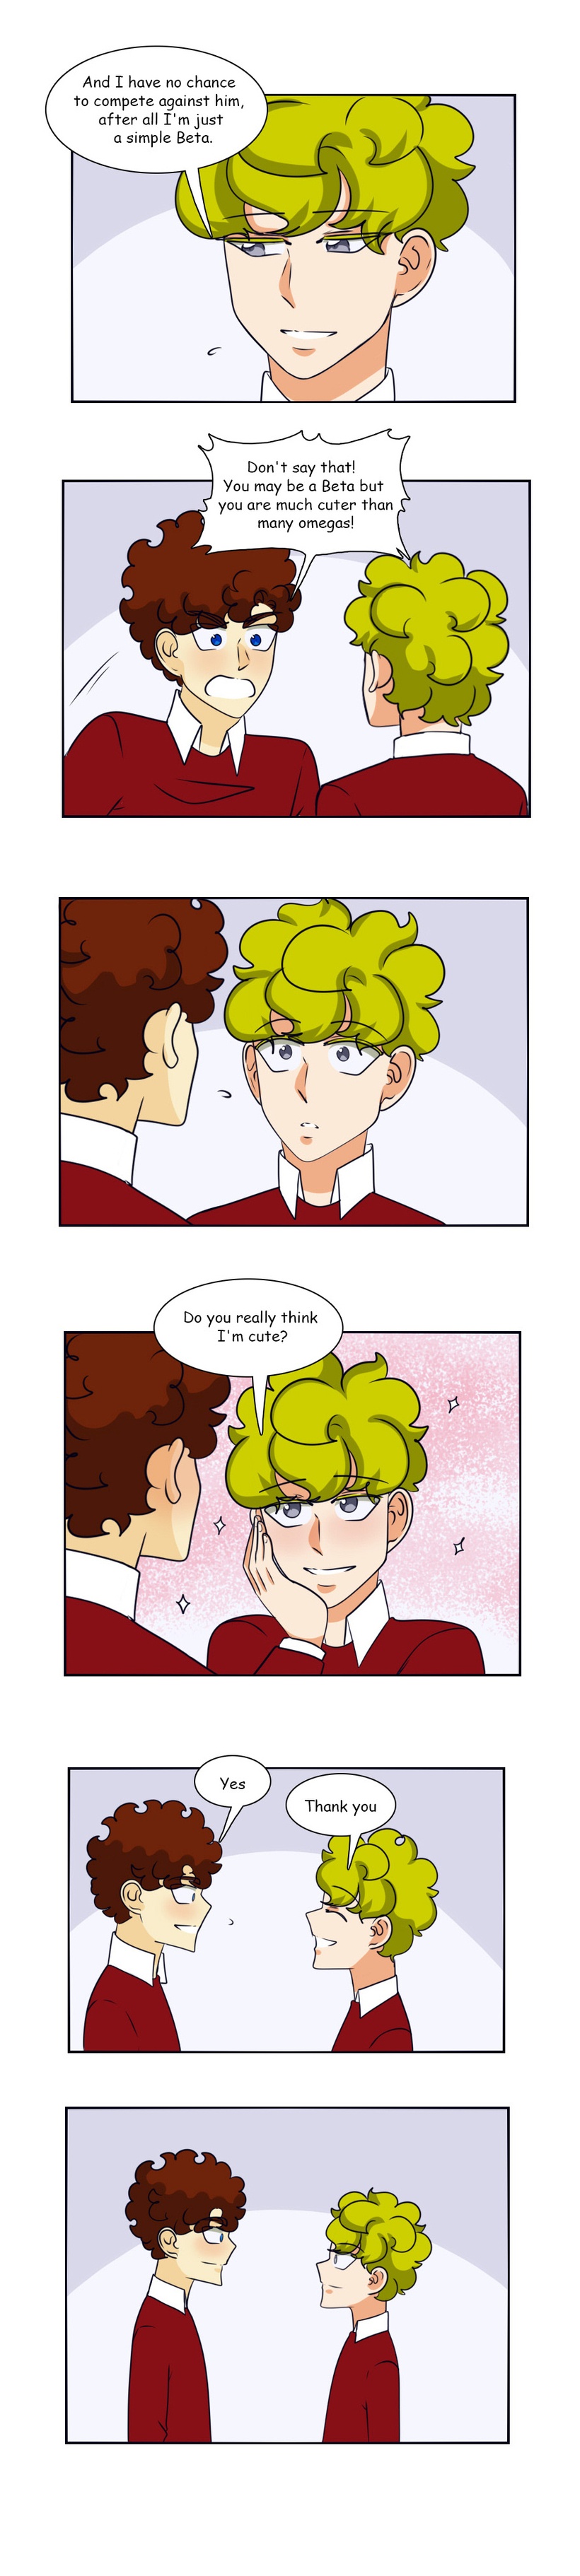 And I have no chance
to compete against him,
after all I'm just
a simple Beta.
Don't say that!
You may be a Beta but
you are much cuter than
many omegas!
Do you really think
I'm cute?
Yes
Thank you